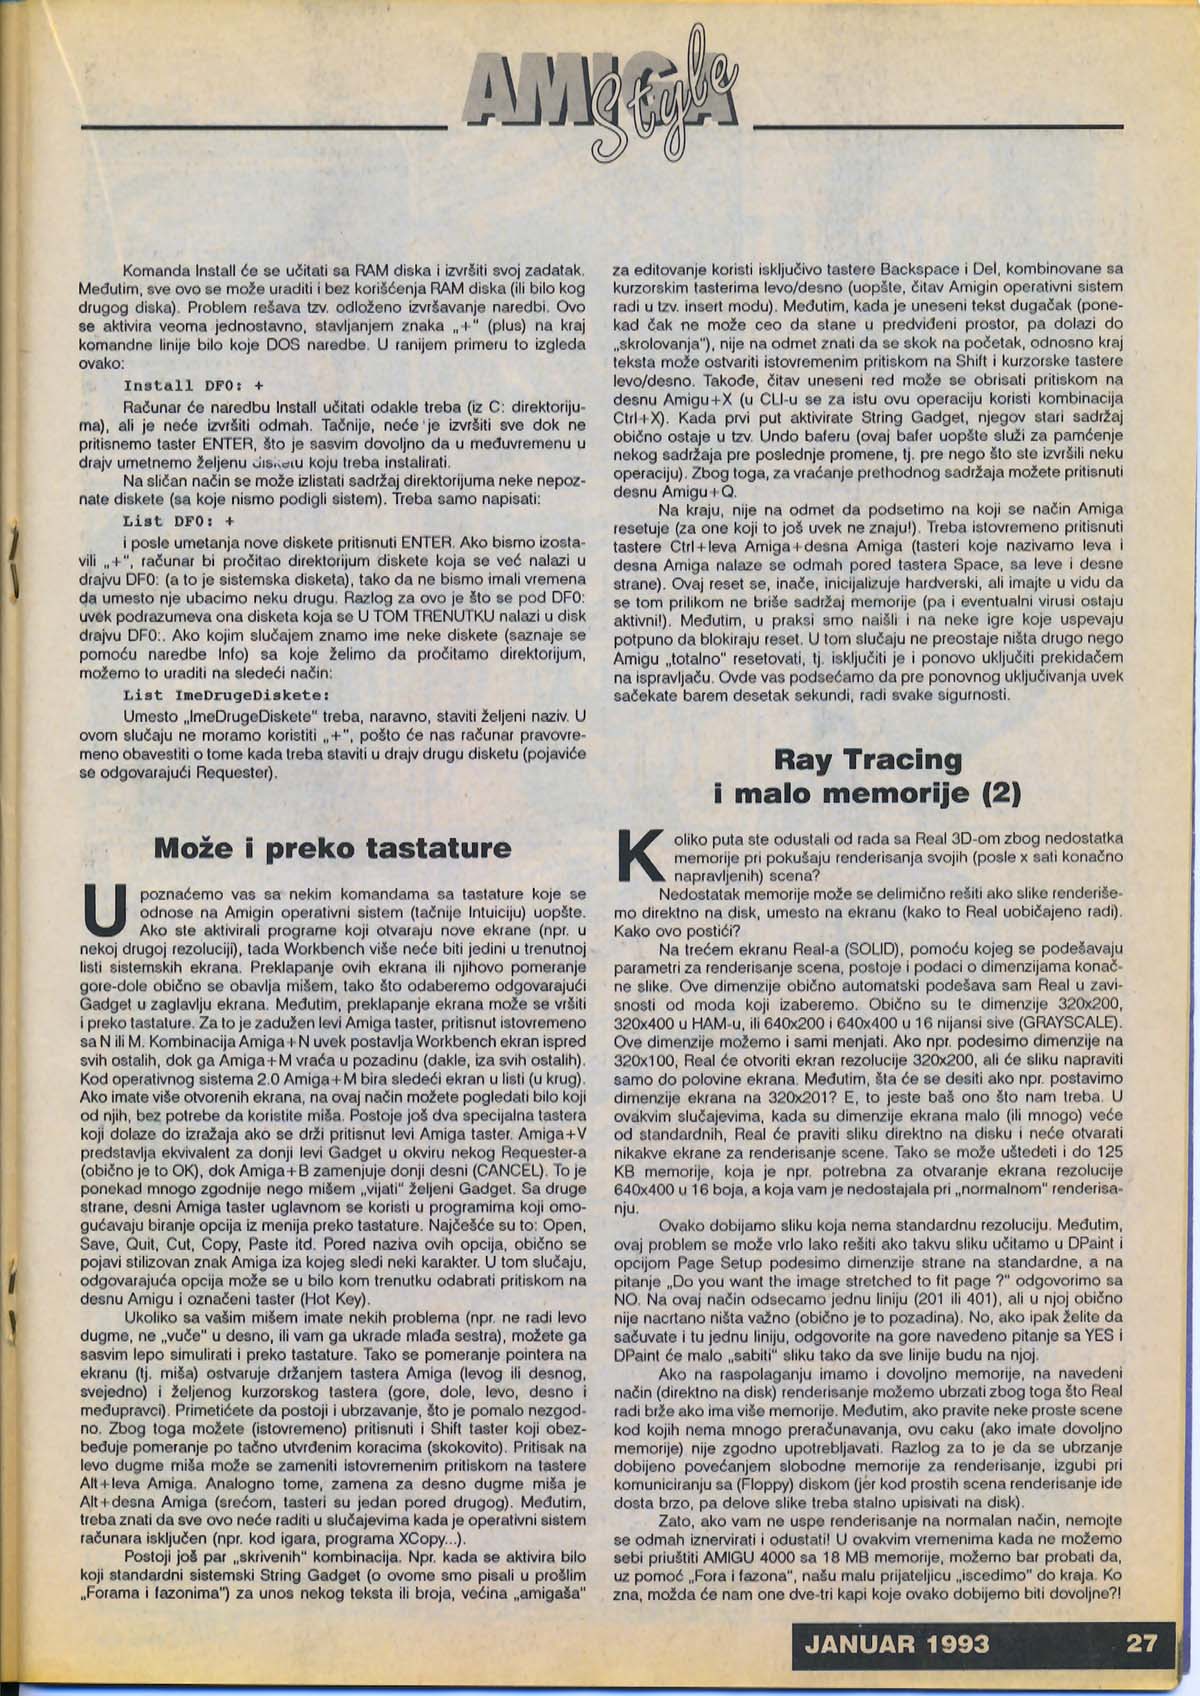 AMIGA Style
Komanda Install će se učitati sa RAM diska i izvršiti svoj zadatak.
Međutim, sve ovo se može uraditi i bez korišćenja RAM diska (ili bilo kog
drugog diska). Problem rešava tzv. odloženo izvršavanje naredbi. Ovo
se aktivira veoma jednostavno, stavljanjem znaka „+" (plus) na kraj
komandne linije bilo koje DOS naredbe. U ranijem primeru to izgleda
ovako:
Install DF0: +
Računar će naredbu Install učitati odakle treba (iz C: direktoriju-
ma), ali je neće izvršiti odmah. Tačnije, neće je izvršiti sve dok ne
pritisnemo taster ENTER, što je sasvim dovoljno da u međuvremenu u
drajv umetnemo željenu koju treba instalirati.
Na sličan način se može izlistati sadržaj direktorijuma neke nepoz-
nate diskete (sa koje nismo podigli sistem). Treba samo napisati:
List DF0: +
i posle umetanja nove diskete pritisnuti ENTER. Ako bismo izosta-
vili „+", računar bi pročitao direktorijum diskete koja se već nalazi u
drajvu DF0: (a to je sistemska disketa), tako da ne bismo imali vremena
da umesto nje ubacimo neku drugu. Razlog za ovo je što se pod DF0:
uvek podrazumeva ona disketa koja se U TOM TRENUTKU nalazi u disk
drajvu DF0:. Ako kojim slučajem znamo ime neke diskete (saznaje se
pomoću naredbe Info) sa koje želimo da pročitamo direktorijum,
možemo to uraditi na sledeći način:
List ImeDrugeDiskete:
Umesto „ImeDrugeDiskete" treba, naravno, staviti željeni naziv. U
ovom slučaju ne moramo koristiti „+", pošto će nas računar pravovre-
meno obavestiti o tome kada treba staviti u drajv drugu disketu (pojaviće
se odgovarajući Requester).
Može i preko tastature
Upoznaćemo vas sa nekim komandama sa tastature koje se
odnose na Amigin operativni sistem (tačnije Intuiciju) uopšte.
Ako ste aktivirali programe koji otvaraju nove ekrane (npr. u
nekoj drugoj rezoluciji), tada Workbench više neće biti jedini u trenutnoj
listi sistemskih ekrana. Preklapanje ovih ekrana ili njihovo pomeranje
gore-dole obično se obavlja mišem, tako što odaberemo odgovarajući
Gadget u zaglavlju ekrana. Međutim, preklapanje ekrana može se vršiti
i preko tastature. Za to je zadužen levi Amiga taster, pritisnut istovremeno
sa N ili M. Kombinacija Amiga+N uvek postavlja Workbench ekran ispred
svih ostalih, dok ga Amiga+M vraća u pozadinu (dakle, iza svih ostalih).
Kod operativnog sistema 2.0 Amiga+M bira sledeći ekran u listi (u krug).
Ako imate više otvorenih ekrana, na ovaj način možete pogledati bilo koji
od njih, bez potrebe da koristite miša. Postoje još dva specijalna tastera
koji dolaze do izražaja ako se drži pritisnut levi Amiga taster. Amiga+V
predstavlja ekvivalent za donji levi Gadget u okviru nekog Requester-a
(obično je to OK), dok Amiga+B zamenjuje donji desni (CANCEL). To je
ponekad mnogo zgodnije nego mišem „vijati" željeni Gadget. Sa druge
strane, desni Amiga taster uglavnom se koristi u programima koji omo-
gućavaju biranje opcija iz menija preko tastature. Najčešće su to: Open,
Save, Quit, Cut, Copy, Paste itd. Pored naziva ovih opcija, obično se
pojavi stilizovan znak Amiga iza kojeg sledi neki karakter. U tom slučaju,
odgovarajuća opcija može se u bilo kom trenutku odabrati pritiskom na
desnu Amigu i označeni taster (Hot Key).
Ukoliko sa vašim mišem imate nekih problema (npr. ne radi levo
dugme, ne „vuče" u desno, ili vam ga ukrade mlađa sestra), možete ga
sasvim lepo simulirati i preko tastature. Tako se pomeranje pointera na
ekranu (tj. miša) ostvaruje držanjem tastera Amiga (levog ili desnog,
svejedno) i željenog kurzorskog tastera (gore, dole, levo, desno i
međupravci). Primetićete da postoji i ubrzavanje, što je pomalo nezgod-
no. Zbog toga možete (istovremeno) pritisnuti i Shift taster koji obez-
beđuje pomeranje po tačno utvrđenim koracima (skokovito). Pritisak na
levo dugme miša može se zameniti istovremenim pritiskom na tastere
Alt+leva Amiga. Analogno tome, zamena za desno dugme miša je
Alt+desna Amiga (srećom, tasteri su jedan pored drugog). Međutim,
treba znati da sve ovo neće raditi u slučajevima kada je operativni sistem
računara isključen (npr. kod igara, programa XCopy...).
Postoji još par „skrivenih" kombinacija. Npr. kada se aktivira bilo
koji standardni sistemski String Gadget (o ovome smo pisali u prošlim
„Forama i fazonima") za unos nekog teksta ili broja, većina „amigaša"
za editovanje koristi isključivo tastere Backspace i Del, kombinovane sa
kurzorskim tasterima levo/desno (uopšte, čitav Amigin operativni sistem
radi u tzv. insert modu). Međutim, kada je uneseni tekst dugačak (pone-
kad čak ne može ceo da stane u predviđeni prostor, pa dolazi do
„skrolovanja"), nije na odmet znati da se skok na početak, odnosno kraj
teksta može ostvariti istovremenim pritiskom na Shift i kurzorske tastere
levo/desno. Takođe, čitav uneseni red može se obrisati pritiskom na
desnu Amigu+X (u CLI-u se za istu ovu operaciju koristi kombinacija
Ctrl+X). Kada prvi put aktivirate String Gadget, njegov stari sadržaj
obično ostaje u tzv. Undo baferu (ovaj bafer uopšte služi za pamćenje
nekog sadržaja pre poslednje promene, tj. pre nego što ste izvršili neku
operaciju). Zbog toga, za vraćanje prethodnog sadržaja možete pritisnuti
desnu Amigu+Q.
Na kraju, nije na odmet da podsetimo na koji se način Amiga
resetuje (za one koji to još uvek ne znaju!). Treba istovremeno pritisnuti
tastere Ctrl+leva Amiga+desna Amiga (tasteri koje nazivamo leva i
desna Amiga nalaze se odmah pored tastera Space, sa leve i desne
strane). Ovaj reset se, inače, inicijalizuje hardverski, ali imajte u vidu da
se tom prilikom ne briše sadržaj memorije (pa i eventualni virusi ostaju
aktivni!). Međutim, u praksi smo naišli i na neke igre koje uspevaju
potpuno da blokiraju reset. U tom slučaju ne preostaje ništa drugo nego
Amigu „totalno" resetovati, tj. isključiti je i ponovo uključiti prekidačem
na ispravljaču. Ovde vas podsećamo da pre ponovnog uključivanja uvek
sačekate barem desetak sekundi, radi svake sigurnosti.
Ray Tracing
i malo memorije (2)
Koliko puta ste odustali od rada sa Real 3D-om zbog nedostatka
memorije pri pokušaju renderisanja svojih (posle x sati konačno
napravljenih) scena?
Nedostatak memorije može se delimično rešiti ako slike renderiše-
mo direktno na disk, umesto na ekranu (kako to Real uobičajeno radi).
Kako ovo postići?
Na trećem ekranu Real-a (SOLID), pomoću kojeg se podešavaju
parametri za renderisanje scena, postoje i podaci o dimenzijama konač-
ne slike. Ove dimenzije obično automatski podešava sam Real u zavi-
snosti od moda koji izaberemo. Obično su te dimenzije 320x200,
320x400 u HAM-u, ili 640x200 i 640x400 u 16 nijansi sive (GRAYSCALE).
Ove dimenzije možemo i sami menjati. Ako npr. podesimo dimenzije na
320x100, Real će otvoriti ekran rezolucije 320x200, ali će sliku napraviti
samo do polovine ekrana. Međutim, šta će se desiti ako npr. postavimo
dimenzije ekrana na 320x201? E, to jeste baš ono što nam treba. U
ovakvim slučajevima, kada su dimenzije ekrana malo (ili mnogo) veće
od standardnih, Real će praviti sliku direktno na disku i neće otvarati
nikakve ekrane za renderisanje scene. Tako se može uštedeti i do 125
KB memorije, koja je npr. potrebna za otvaranje ekrana rezolucije
640x400 u 16 boja, a koja vam je nedostajala pri „normalnom" renderisa-
nju.
Ovako dobijamo sliku koja nema standardnu rezoluciju. Međutim,
ovaj problem se može vrlo lako rešiti ako takvu sliku učitamo u DPaint i
opcijom Page Setup podesimo dimenzije strane na standardne, a na
pitanje „Do you want the image stretched to fit page ?" odgovorimo sa
NO. Na ovaj način odsecamo jednu liniju (201 ili 401), ali u njoj obično
nije nacrtano ništa važno (obično je to pozadina). No, ako ipak želite da
sačuvate i tu jednu liniju, odgovorite na gore navedeno pitanje sa YES i
DPaint će malo „sabiti" sliku tako da sve linije budu na njoj.
Ako na raspolaganju imamo i dovoljno memorije, na navedeni
način (direktno na disk) renderisanje možemo ubrzati zbog toga što Real
radi brže ako ima više memorije. Međutim, ako pravite neke proste scene
kod kojih nema mnogo preračunavanja, ovu caku (ako imate dovoljno
memorije) nije zgodno upotrebljavati. Razlog za to je da se ubrzanje
dobijeno povećanjem slobodne memorije za renderisanje, izgubi pri
komuniciranju sa (Floppy) diskom (jer kod prostih scena renderisanje ide
dosta brzo, pa delove slike treba stalno upisivati na disk).
Zato, ako vam ne uspe renderisanje na normalan način, nemojte
se odmah iznervirati i odustati! U ovakvim vremenima kada ne možemo
sebi priuštiti AMIGU 4000 sa 18 MB memorije, možemo bar probati da,
uz pomoć „Fora i fazona", našu malu prijateljicu „iscedimo" do kraja. Ko
zna, možda će nam one dve-tri kapi koje ovako dobijemo biti dovoljne?!
JANUAR 1993 27